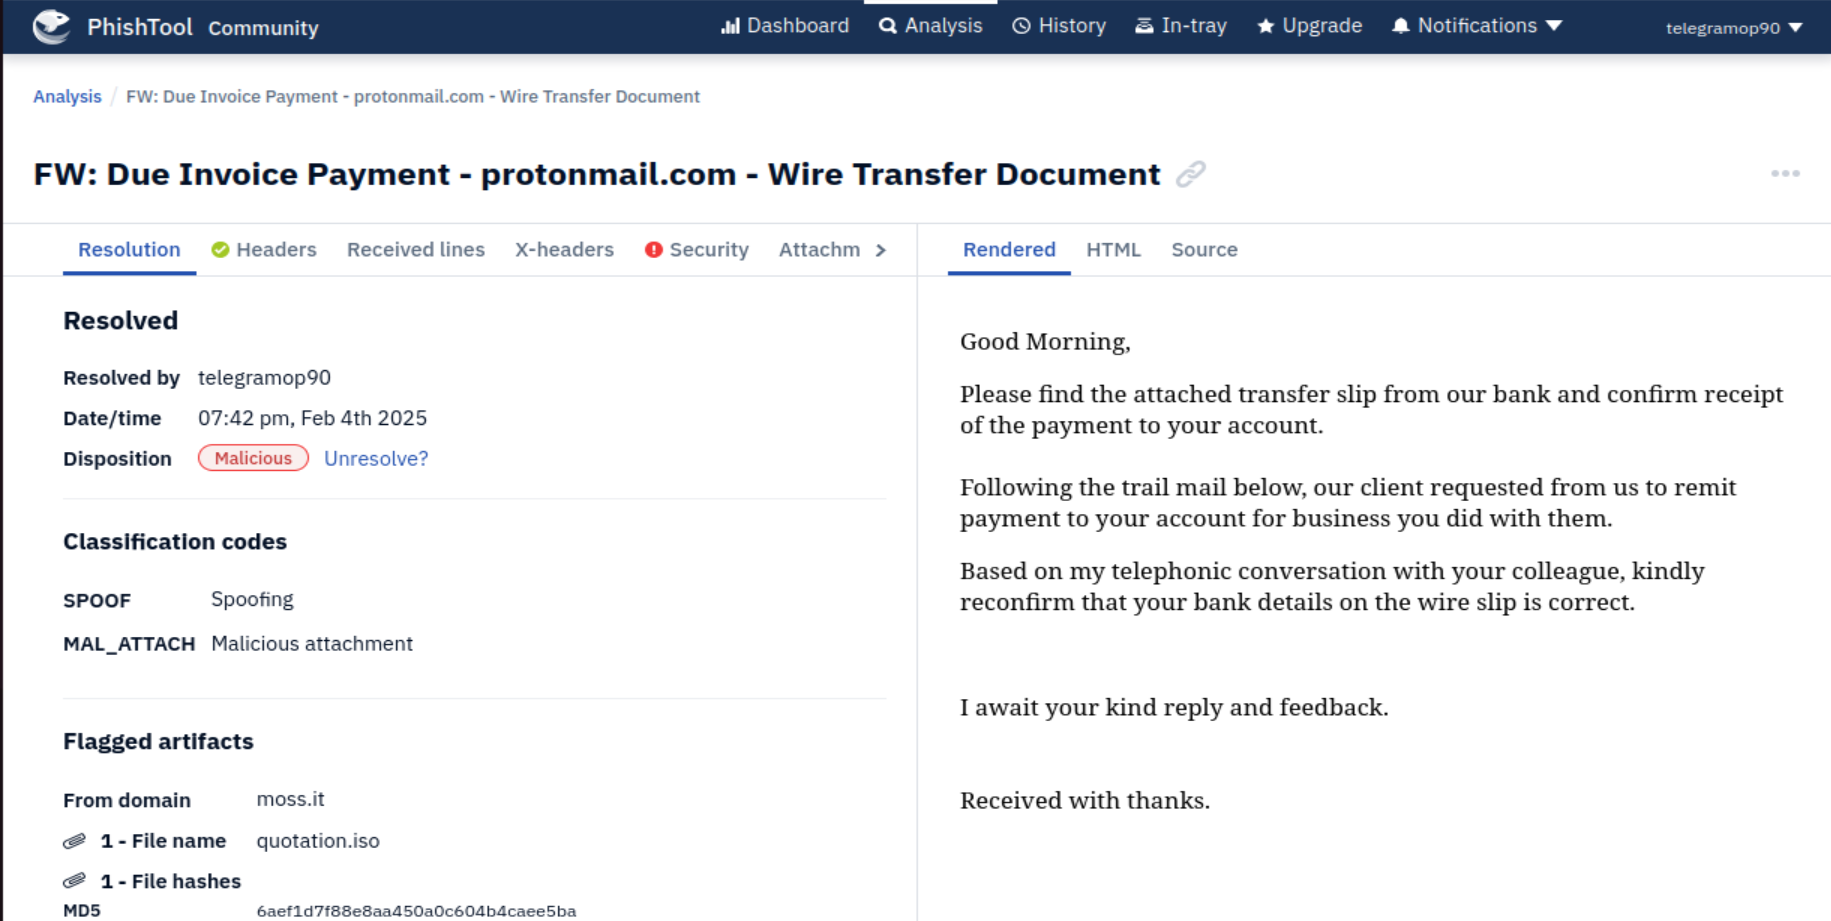 PhishTool Community
Dashboard Analysis History In-tray Upgrade Notifications telegramop90
Analysis / FW: Due Invoice Payment - protonmail.com - Wire Transfer Document
FW: Due Invoice Payment - protonmail.com - Wire Transfer Document
Resolution Headers Received lines X-headers Security Attachm
Resolved
Resolved by telegramop90
Date/time 07:42 pm, Feb 4th 2025
Disposition Malicious Unresolve?
Classification codes
SPOOF Spoofing
MAL_ATTACH Malicious attachment
Flagged artifacts
From domain moss.it
1 - File name quotation.iso
1 - File hashes
MD5 6aef1d7f88e8aa450a0c604b4caee5ba
Rendered HTML Source
Good Morning,
Please find the attached transfer slip from our bank and confirm receipt
of the payment to your account.
Following the trail mail below, our client requested from us to remit
payment to your account for business you did with them.
Based on my telephonic conversation with your colleague, kindly
reconfirm that your bank details on the wire slip is correct.
I await your kind reply and feedback.
Received with thanks.